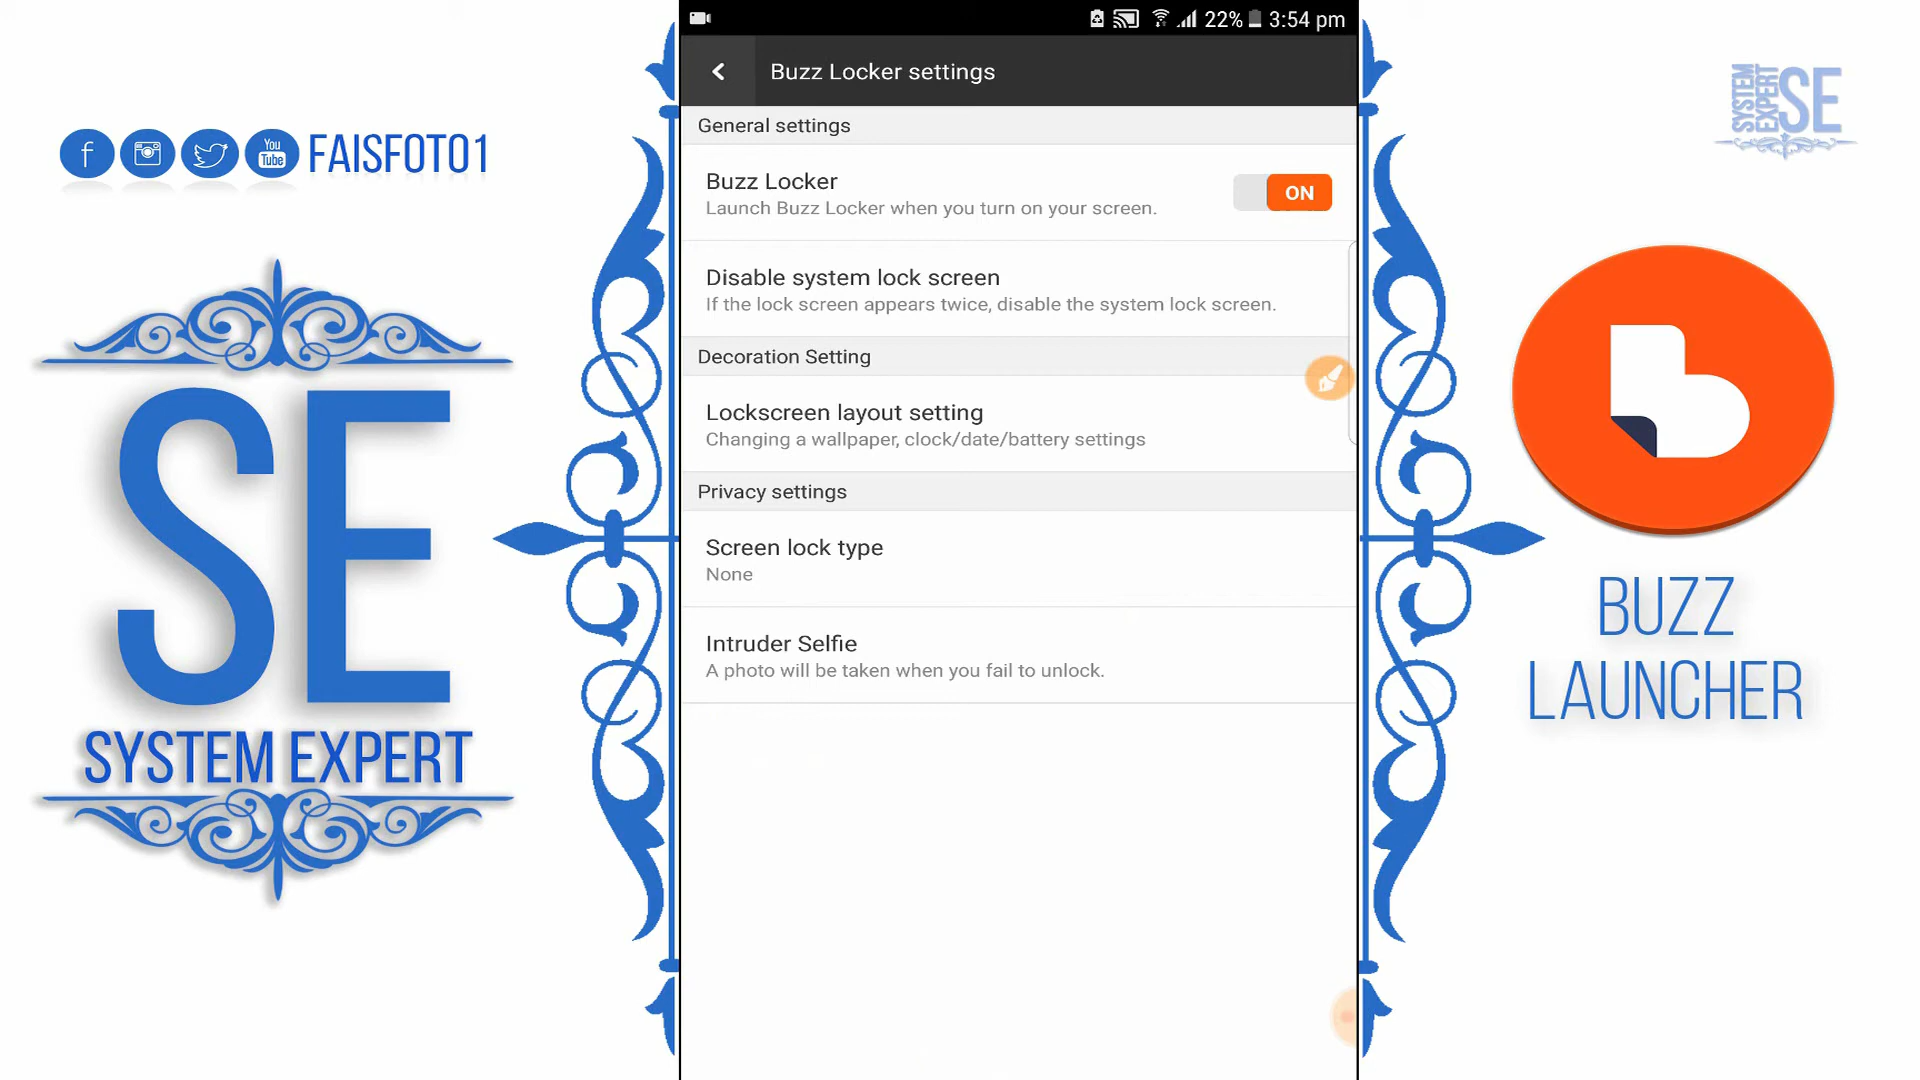 22% 3:54 pm
Buzz Locker settings
General settings
Buzz Locker
Launch Buzz Locker when you turn on your screen.
ON
Disable system lock screen
If the lock screen appears twice, disable the system lock screen.
Decoration Setting
Lockscreen layout setting
Changing a wallpaper, clock/date/battery settings
Privacy settings
Screen lock type
None
Intruder Selfie
A photo will be taken when you fail to unlock.
f
You
Tube
FAISFOTO1
SE
SYSTEM EXPERT
SYSTEM
EXPERT
SE
BUZZ
LAUNCHER